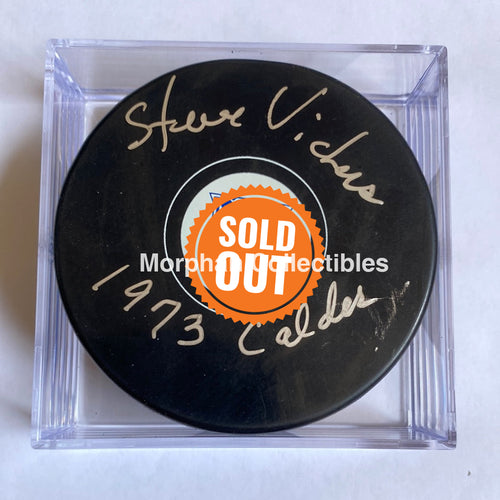 Steve Vickers
SOLD
OUT
Morphan Collectibles
1973 Calder